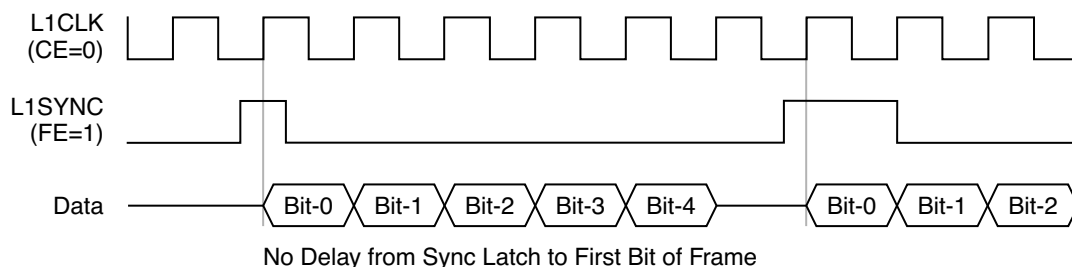 L1CLK
(CE=0)
L1SYNC
(FE=1)
Data Bit-0 Bit-1 Bit-2 Bit-3 Bit-4 Bit-0 Bit-1 Bit-2
No Delay from Sync Latch to First Bit of Frame